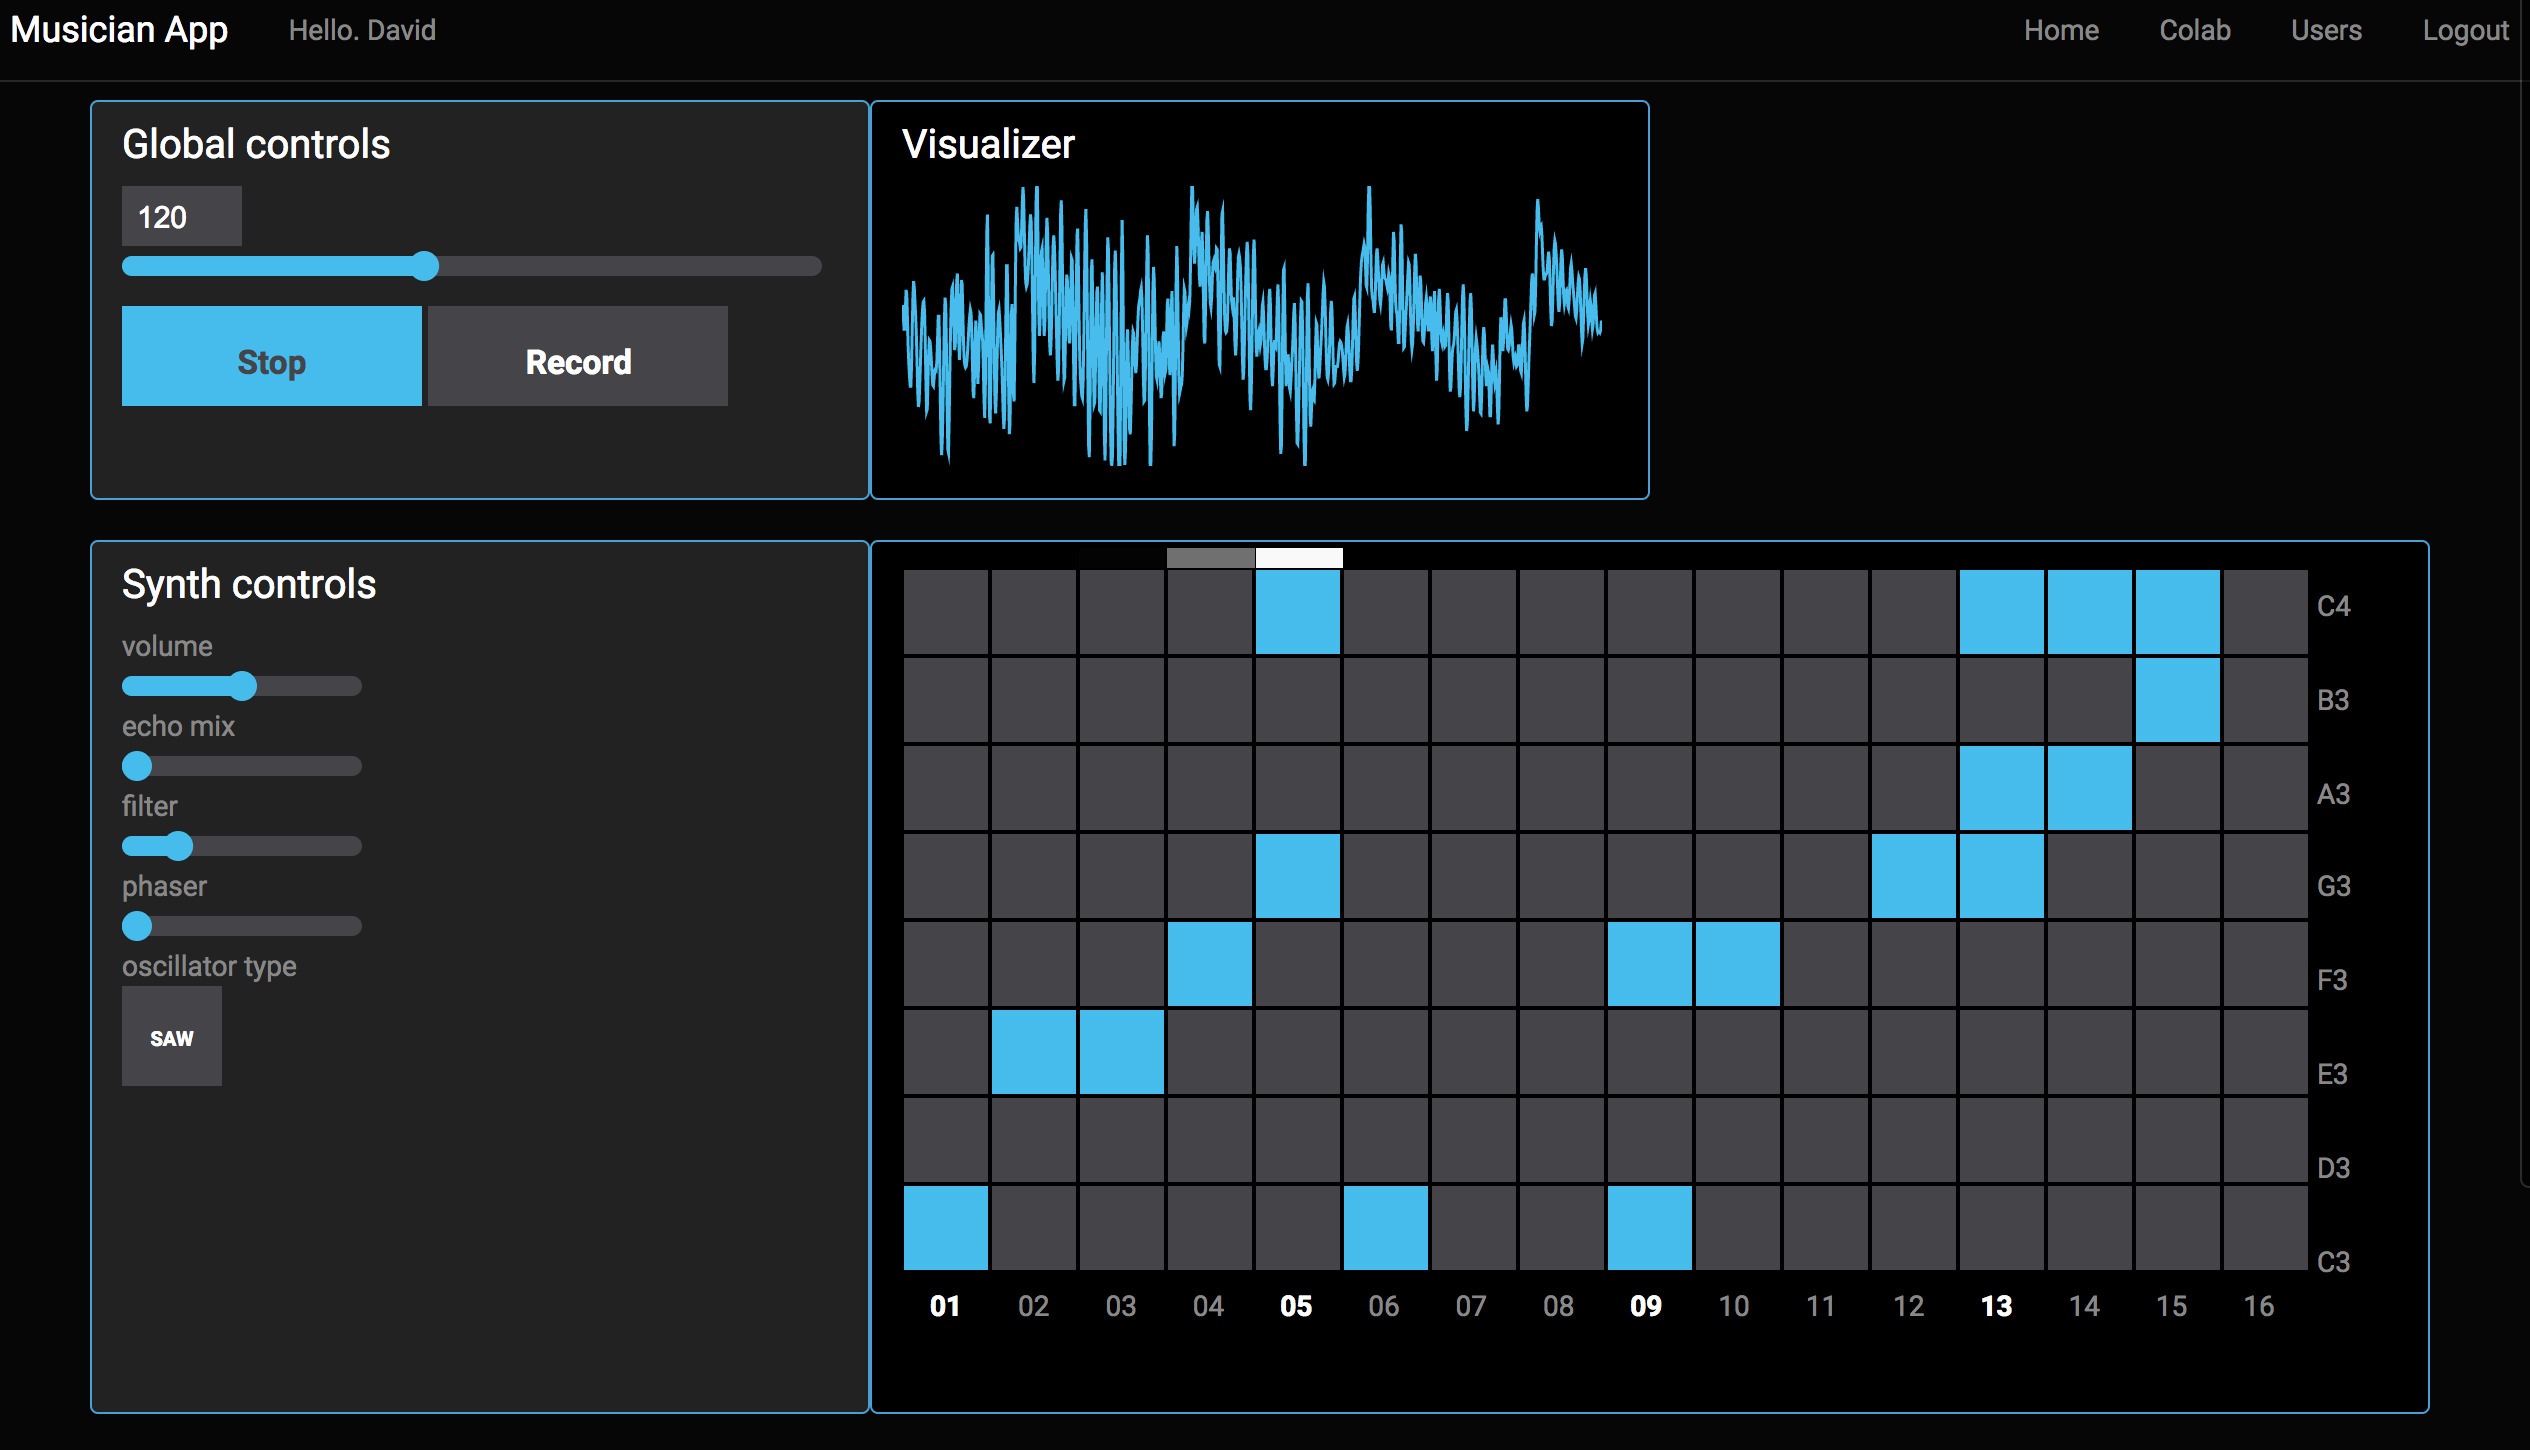 Musician App Hello. David Home Colab Users Logout
Global controls
120
Stop Record
Visualizer
Synth controls
volume
echo mix
filter
phaser
oscillator type
SAW
C4
B3
A3
G3
F3
E3
D3
C3
01 02 03 04 05 06 07 08 09 10 11 12 13 14 15 16